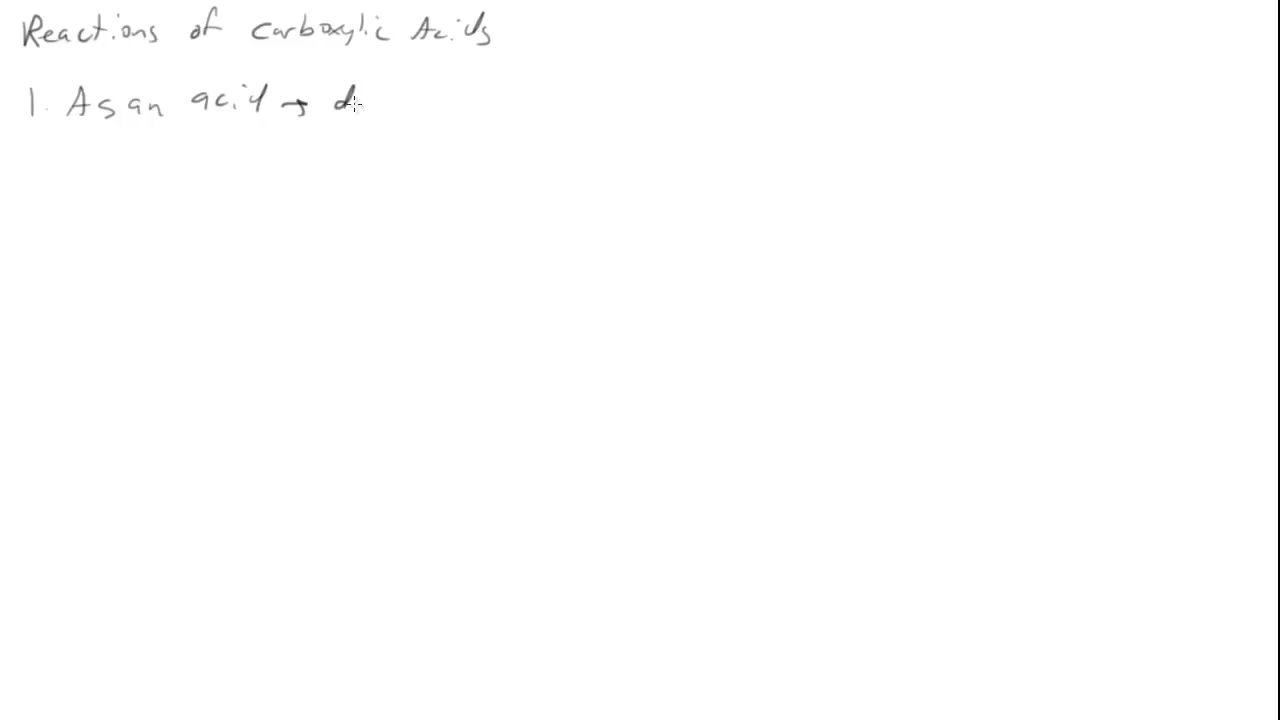 Reactions of Carboxylic Acids
1. As an acid → d